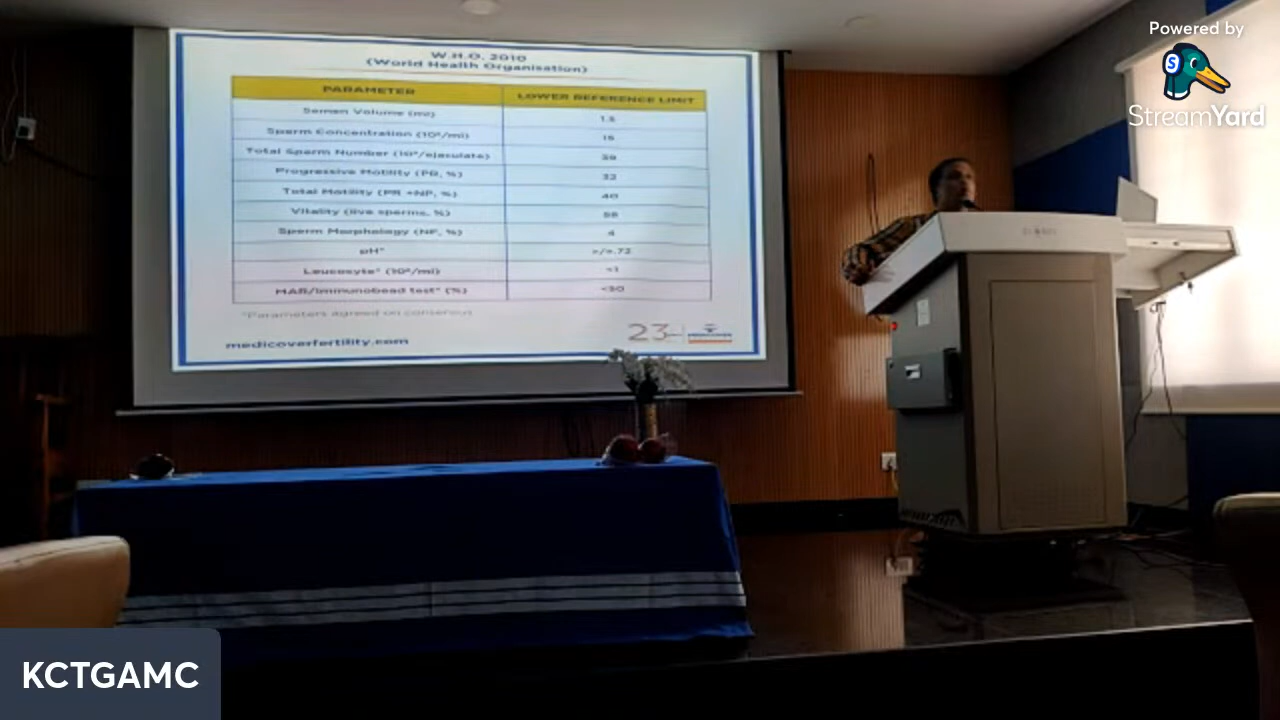 Powered by
StreamYard
W.H.O. 2010
(World Health Organisation)
PARAMETER LOWER REFERENCE LIMIT
Semen Volume (ml) 1.5
Sperm Concentration (10⁶/ml) 15
Total Sperm Number (10⁶/ejaculate) 39
Progressive Motility (PR, %) 32
Total Motility (PR +NP, %) 40
Vitality (live sperms, %) 58
Sperm Morphology (NF, %) 4
pH* >/=.72
Leucocyte* (10⁶/ml) <1
MAR/Immunobead test* (%) <50
*Parameters agreed on consensus
medicoverfertility.com
23
KCTGAMC